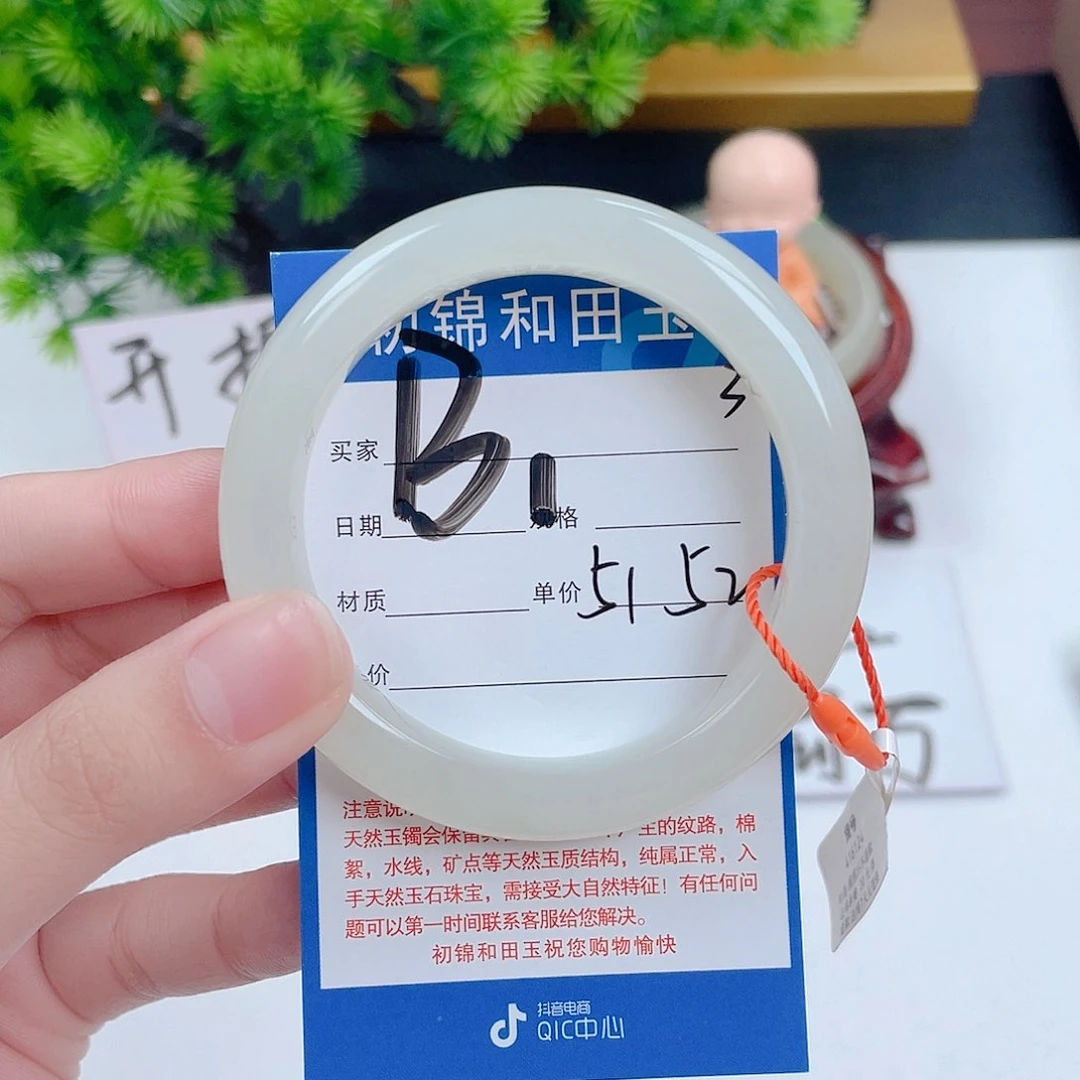 初锦和田玉
3
B1
买家
日期 规格
材质 单价 51 52
价
开
注意说
天然玉镯会保留 生的纹路，棉
絮，水线，矿点等天然玉质结构，纯属正常，入
手天然玉石珠宝，需接受大自然特征！有任何问
题可以第一时间联系客服给您解决。
初锦和田玉祝您购物愉快
抖音电商
QIC中心